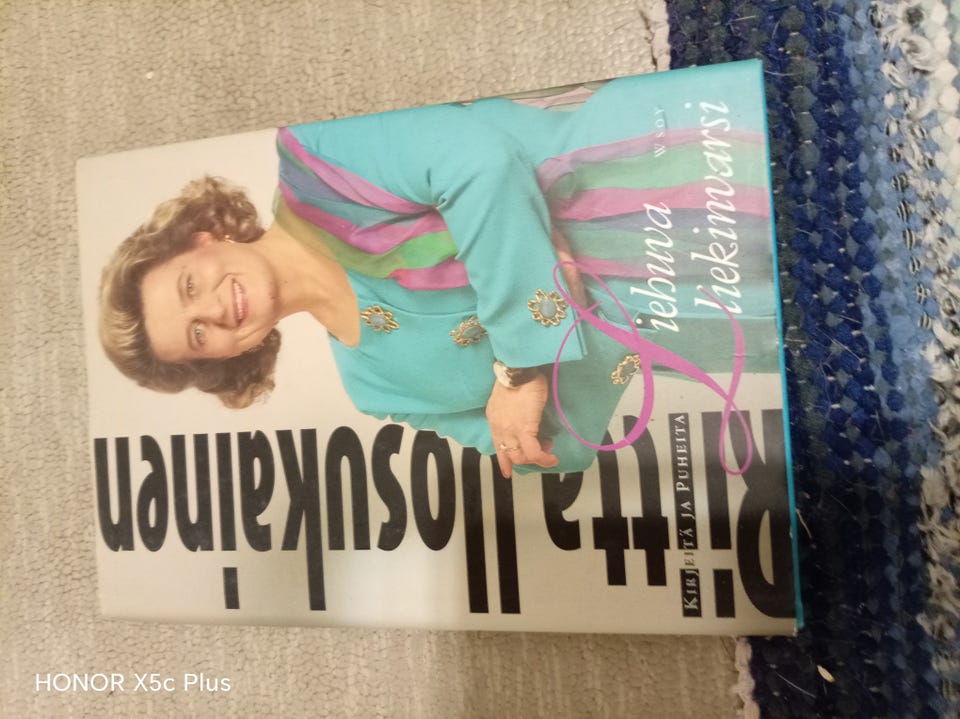 Riitta Uosukainen
KIRJEITÄ JA PUHEITA
Liehuva
liekinvarsi
WSOY
HONOR X5c Plus